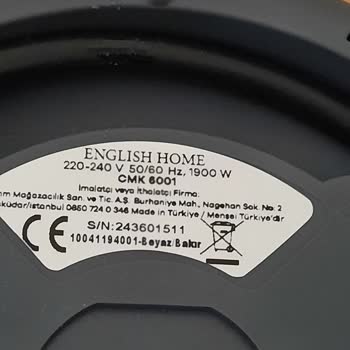 ENGLISH HOME
220-240 V 50/60 Hz, 1900 W
CMK 6001
İmalatçı veya İthalatçı Firma:
Mağazacılık San. ve Tic. A.Ş. Burhaniye Mah., Nagehan Sok. No: 2
İstanbul 0850 724 0 346 Made in Türkiye / Menşei Türkiye'dir
CE S/N:243601511
10041194001-Beyaz/Bakır